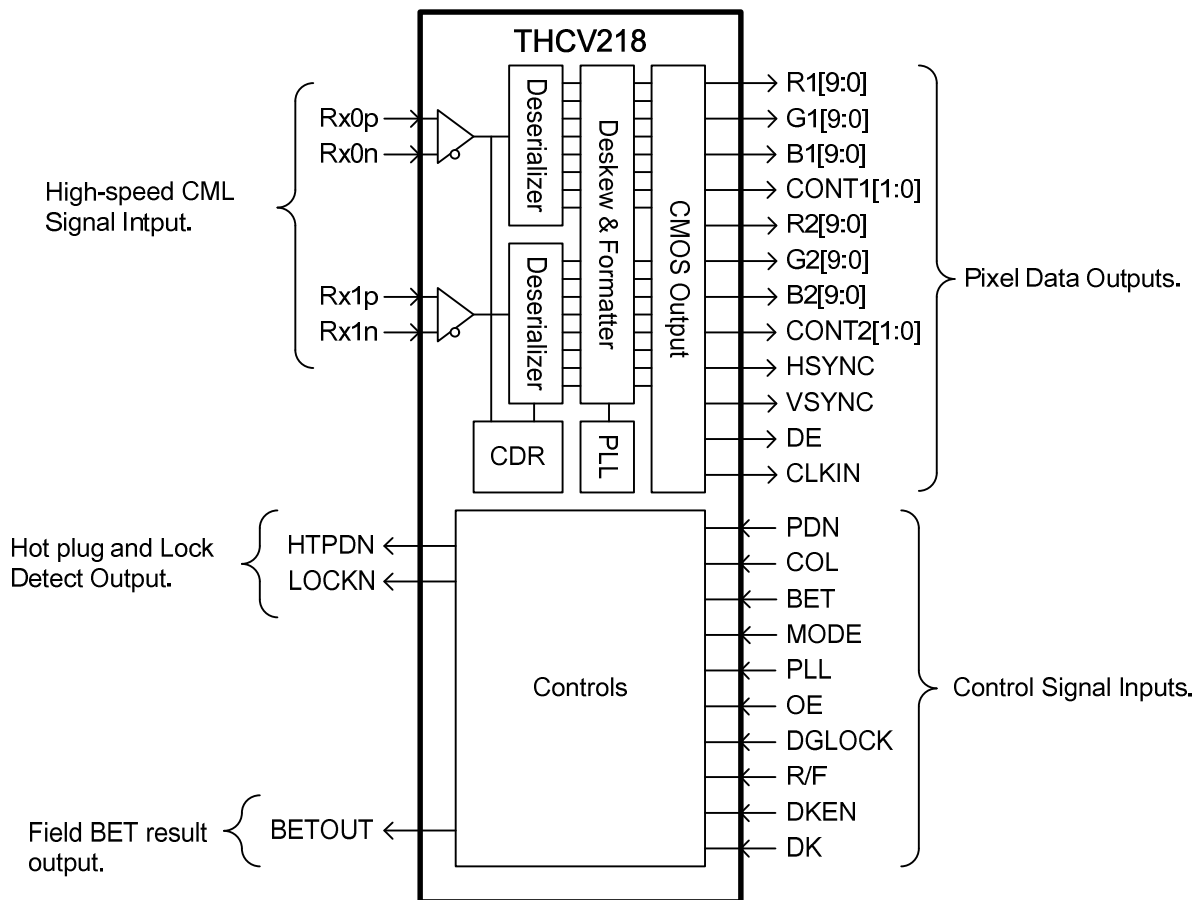 THCV218
High-speed CML
Signal Intput.
Rx0p
Rx0n
Rx1p
Rx1n
Deserializer
Deserializer
Deskew & Formatter
CMOS Output
CDR
PLL
R1[9:0]
G1[9:0]
B1[9:0]
CONT1[1:0]
R2[9:0]
G2[9:0]
B2[9:0]
CONT2[1:0]
HSYNC
VSYNC
DE
CLKIN
Pixel Data Outputs.
Hot plug and Lock
Detect Output.
HTPDN
LOCKN
Field BET result
output.
BETOUT
Controls
PDN
COL
BET
MODE
PLL
OE
DGLOCK
R/F
DKEN
DK
Control Signal Inputs.